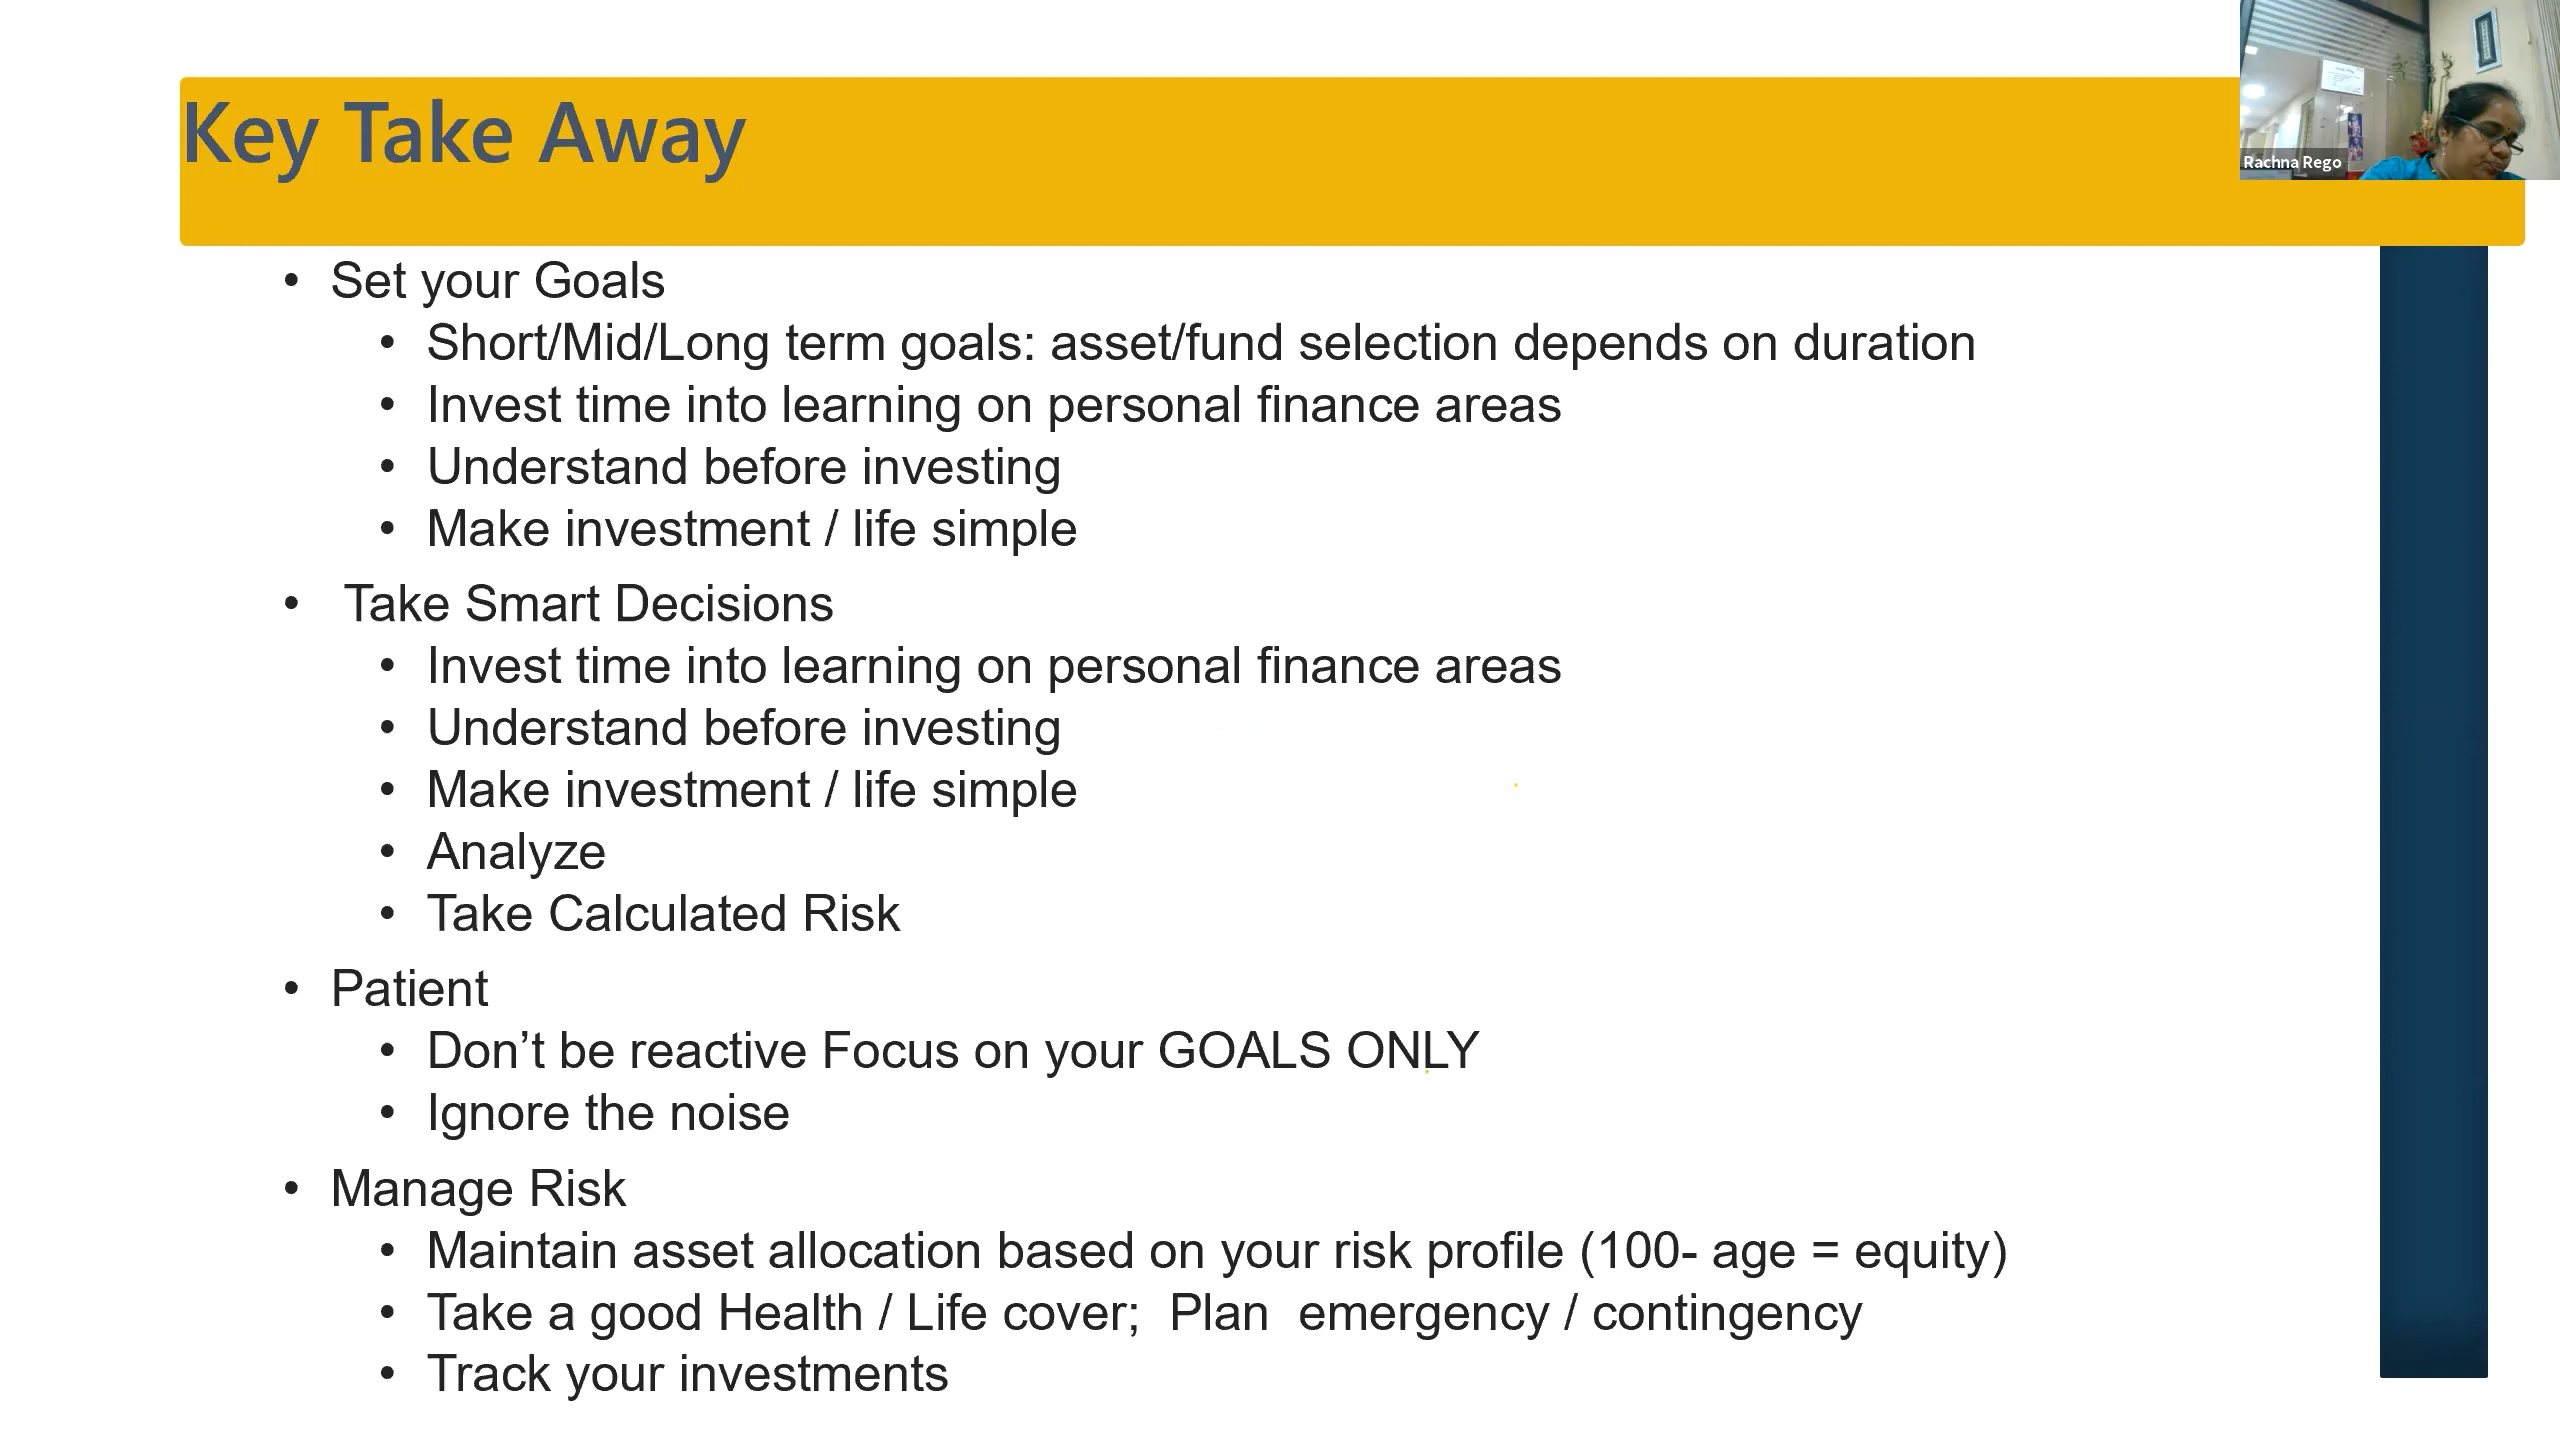 Key Take Away
Rachna Rego
• Set your Goals
• Short/Mid/Long term goals: asset/fund selection depends on duration
• Invest time into learning on personal finance areas
• Understand before investing
• Make investment / life simple
• Take Smart Decisions
• Invest time into learning on personal finance areas
• Understand before investing
• Make investment / life simple
• Analyze
• Take Calculated Risk
• Patient
• Don’t be reactive Focus on your GOALS ONLY
• Ignore the noise
• Manage Risk
• Maintain asset allocation based on your risk profile (100- age = equity)
• Take a good Health / Life cover;  Plan  emergency / contingency
• Track your investments